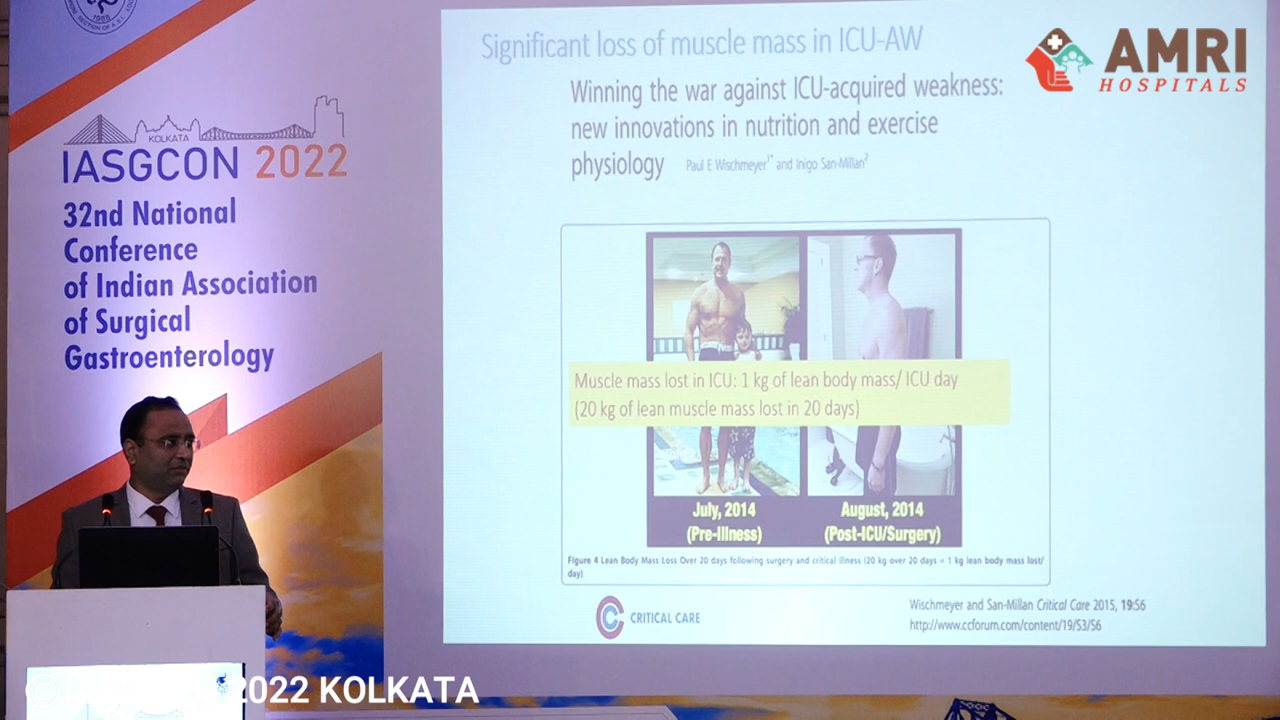 1988
SECTION OF A.S.I.
KOLKATA
IASGCON 2022
32nd National
Conference
of Indian Association
of Surgical
Gastroenterology
Significant loss of muscle mass in ICU-AW
Winning the war against ICU-acquired weakness:
new innovations in nutrition and exercise
physiology Paul E Wischmeyer1* and Inigo San-Millan2
AMRI
HOSPITALS
Muscle mass lost in ICU: 1 kg of lean body mass/ ICU day
(20 kg of lean muscle mass lost in 20 days)
July, 2014
(Pre-Illness)
August, 2014
(Post-ICU/Surgery)
Figure 4 Lean Body Mass Loss Over 20 days following surgery and critical illness (20 kg over 20 days = 1 kg lean body mass lost/
day)
CRITICAL CARE
Wischmeyer and San-Millan Critical Care 2015, 19:S6
http://www.ccforum.com/content/19/S3/S6
2022 KOLKATA